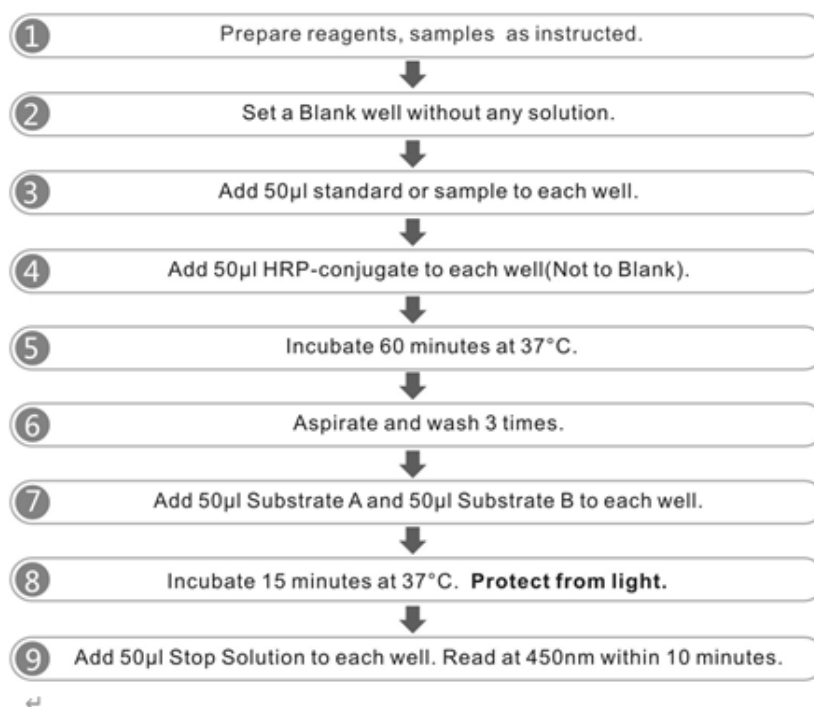 1 Prepare reagents, samples as instructed.
2 Set a Blank well without any solution.
3 Add 50µl standard or sample to each well.
4 Add 50µl HRP-conjugate to each well(Not to Blank).
5 Incubate 60 minutes at 37°C.
6 Aspirate and wash 3 times.
7 Add 50µl Substrate A and 50µl Substrate B to each well.
8 Incubate 15 minutes at 37°C. Protect from light.
9 Add 50µl Stop Solution to each well. Read at 450nm within 10 minutes.